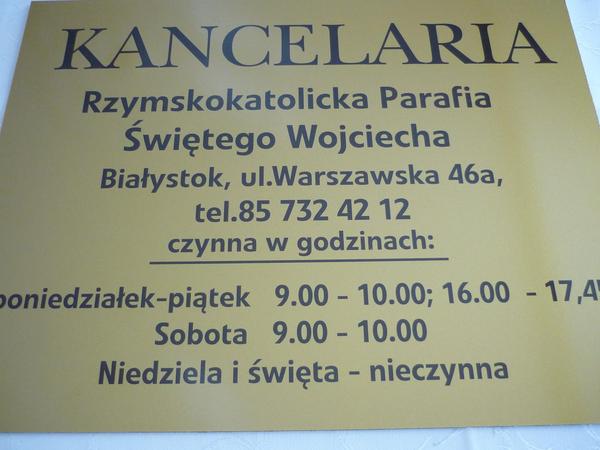 KANCELARIA
Rzymskokatolicka Parafia
Świętego Wojciecha
Białystok, ul.Warszawska 46a,
tel.85 732 42 12
czynna w godzinach:
poniedziałek-piątek 9.00 - 10.00; 16.00 - 17,4
Sobota 9.00 - 10.00
Niedziela i święta - nieczynna